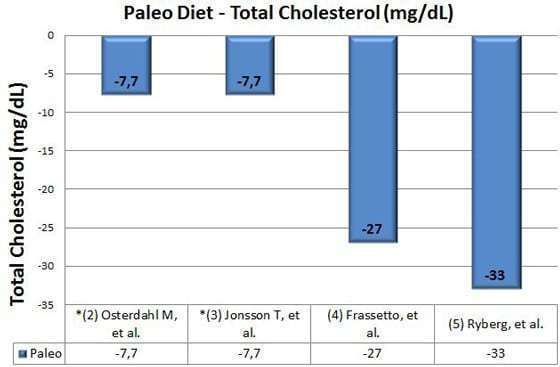 Paleo Diet - Total Cholesterol (mg/dL)
Total Cholesterol (mg/dL)
0
-5
-10
-15
-20
-25
-30
-35
-7,7
-7,7
-27
-33
*(2) Osterdahl M,
et al.
*(3) Jonsson T, et
al.
(4) Frassetto, et
al.
(5) Ryberg, et. al.
Paleo -7,7 -7,7 -27 -33